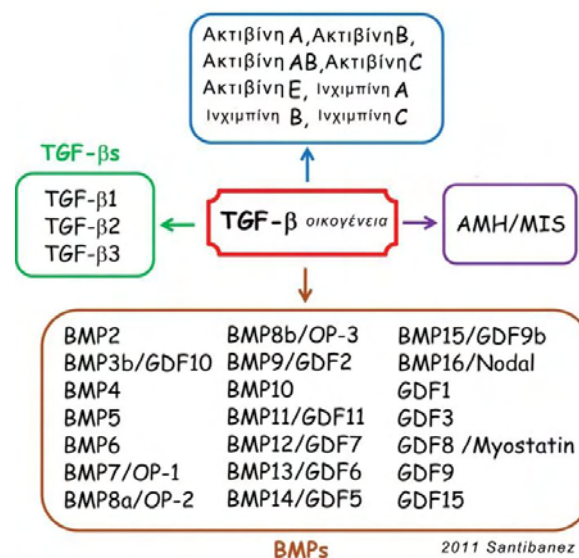 Ακτιβίνη A, Ακτιβίνη B,
Ακτιβίνη AB, Ακτιβίνη C
Ακτιβίνη E, Ινχιμπίνη A
Ινχιμπίνη B, Ινχιμπίνη C
TGF-βs
TGF-β1
TGF-β2
TGF-β3
TGF-β οικογένεια
AMH/MIS
BMP2
BMP3b/GDF10
BMP4
BMP5
BMP6
BMP7/OP-1
BMP8a/OP-2
BMP8b/OP-3
BMP9/GDF2
BMP10
BMP11/GDF11
BMP12/GDF7
BMP13/GDF6
BMP14/GDF5
BMP15/GDF9b
BMP16/Nodal
GDF1
GDF3
GDF8 /Myostatin
GDF9
GDF15
BMPs
2011 Santibanez